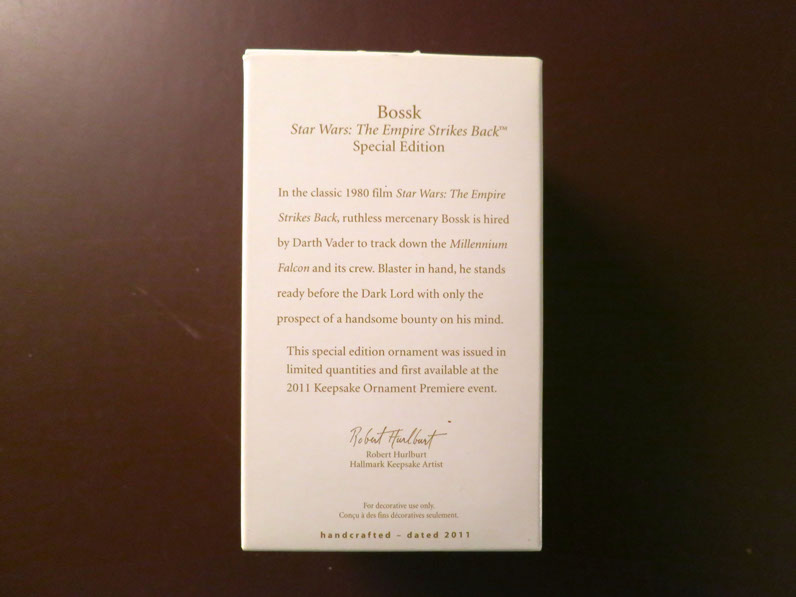 Bossk
Star Wars: The Empire Strikes Back™
Special Edition
In the classic 1980 film Star Wars: The Empire
Strikes Back, ruthless mercenary Bossk is hired
by Darth Vader to track down the Millennium
Falcon and its crew. Blaster in hand, he stands
ready before the Dark Lord with only the
prospect of a handsome bounty on his mind.
This special edition ornament was issued in
limited quantities and first available at the
2011 Keepsake Ornament Premiere event.
Robert Hurlburt
Robert Hurlburt
Hallmark Keepsake Artist
For decorative use only.
Conçu à des fins décoratives seulement.
handcrafted – dated 2011